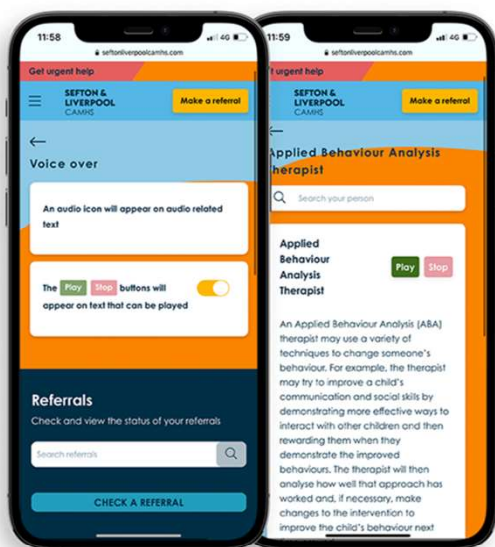 11:58
4G
seftonliverpoolcamhs.com
Get urgent help
SEFTON &
LIVERPOOL
CAMHS
Make a referral
Voice over
An audio icon will appear on audio related
text
The Play Stop buttons will
appear on text that can be played
Referrals
Check and view the status of your referrals
Search referrals
CHECK A REFERRAL
11:59
4G
seftonliverpoolcamhs.com
t urgent help
SEFTON &
LIVERPOOL
CAMHS
Make a referral
Applied Behaviour Analysis
herapist
Search your person
Applied
Behaviour
Analysis
Therapist
Play Stop
An Applied Behaviour Analysis (ABA)
therapist may use a variety of
techniques to change someone's
behaviour. For example, the therapist
may try to improve a child's
communication and social skills by
demonstrating more effective ways to
interact with other children and then
rewarding them when they
demonstrate the improved
behaviours. The therapist will then
analyse how well that approach has
worked and, if necessary, make
changes to the intervention to
improve the child's behaviour next